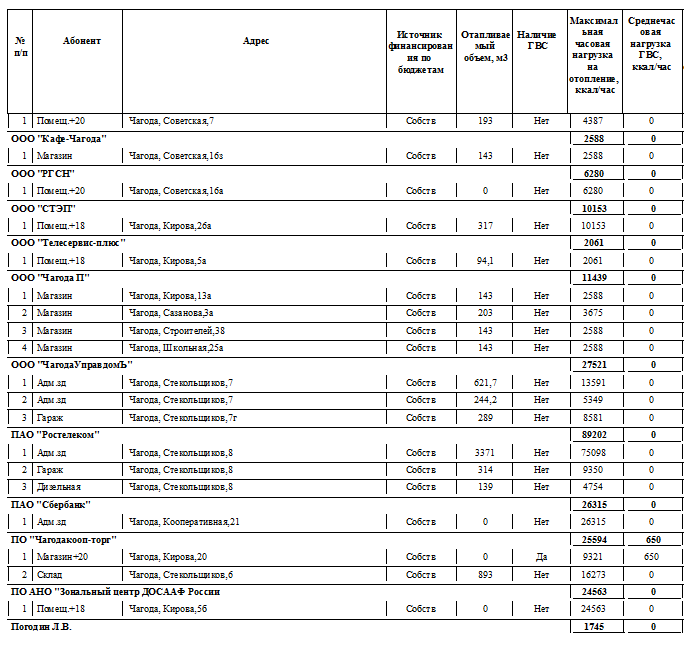 № п/п Абонент Адрес Источник финансирования по бюджетам Отапливаемый объем, м3 Наличие ГВС Максимальная часовая нагрузка на отопление, ккал/час Среднечасовая нагрузка ГВС, ккал/час
1 Помещ.+20 Чагода, Советская,7 Собств 193 Нет 4387 0
ООО "Кафе-Чагода" 2588 0
1 Магазин Чагода, Советская,16з Собств 143 Нет 2588 0
ООО "РГСН" 6280 0
1 Помещ.+20 Чагода, Советская,16а Собств 0 Нет 6280 0
ООО "СТЭП" 10153 0
1 Помещ.+18 Чагода, Кирова,26а Собств 317 Нет 10153 0
ООО "Телесервис-плюс" 2061 0
1 Помещ.+18 Чагода, Кирова,5а Собств 94,1 Нет 2061 0
ООО "Чагода П" 11439 0
1 Магазин Чагода, Кирова,13а Собств 143 Нет 2588 0
2 Магазин Чагода, Сазанова,3а Собств 203 Нет 3675 0
3 Магазин Чагода, Строителей,38 Собств 143 Нет 2588 0
4 Магазин Чагода, Школьная,25а Собств 143 Нет 2588 0
ООО "ЧагодаУправдомЪ" 27521 0
1 Адм.зд Чагода, Стекольщиков,7 Собств 621,7 Нет 13591 0
2 Адм.зд Чагода, Стекольщиков,7 Собств 244,2 Нет 5349 0
3 Гараж Чагода, Стекольщиков,7г Собств 289 Нет 8581 0
ПАО "Ростелеком" 89202 0
1 Адм.зд Чагода, Стекольщиков,8 Собств 3371 Нет 75098 0
2 Гараж Чагода, Стекольщиков,8 Собств 314 Нет 9350 0
3 Дизельная Чагода, Стекольщиков,8 Собств 139 Нет 4754 0
ПАО "Сбербанк" 26315 0
1 Адм.зд Чагода, Кооперативная,21 Собств 0 Нет 26315 0
ПО "Чагодакооп-торг" 25594 650
1 Магазин+20 Чагода, Кирова,20 Собств 0 Да 9321 650
2 Склад Чагода, Стекольщиков,6 Собств 893 Нет 16273 0
ПО АНО "Зональный центр ДОСААФ России 24563 0
1 Помещ.+18 Чагода, Кирова,5б Собств 0 Нет 24563 0
Погодин Л.В. 1745 0